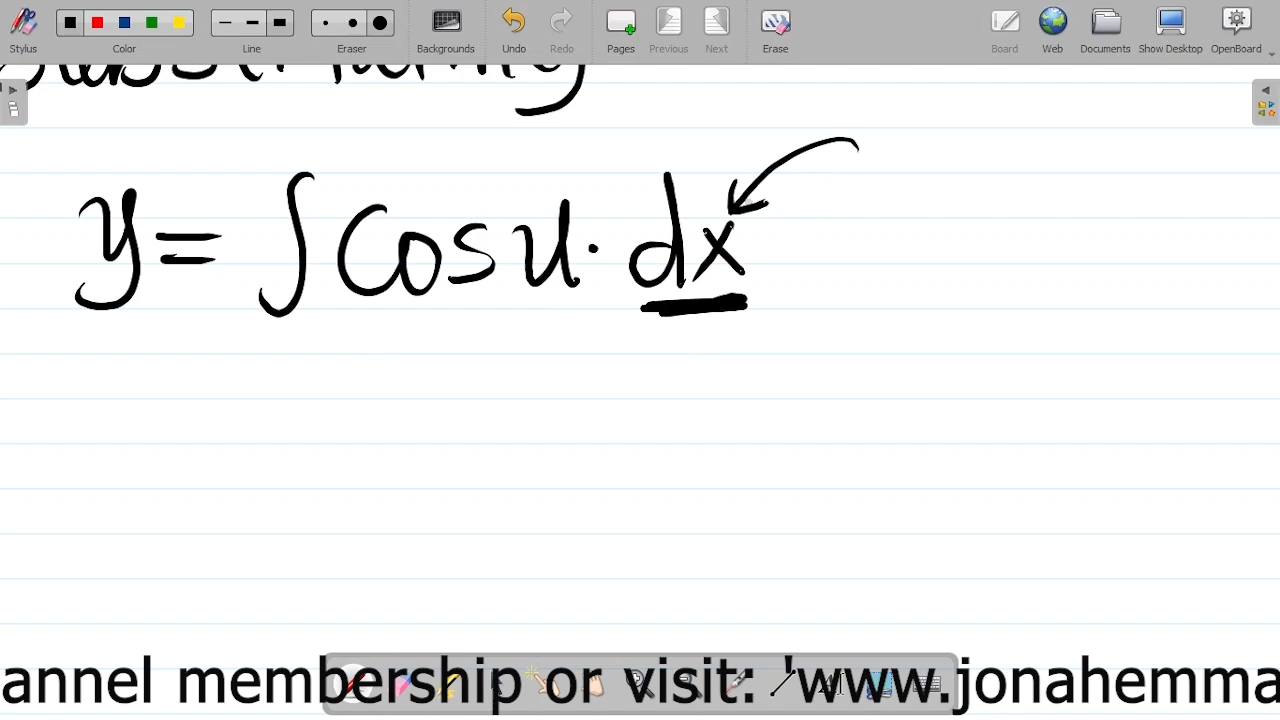 Stylus Color Line Eraser Backgrounds Undo Redo Pages Previous Next Erase Board Web Documents Show Desktop OpenBoard
y = ∫ Cos u · dx
annel membership or visit: 'www.jonahemma